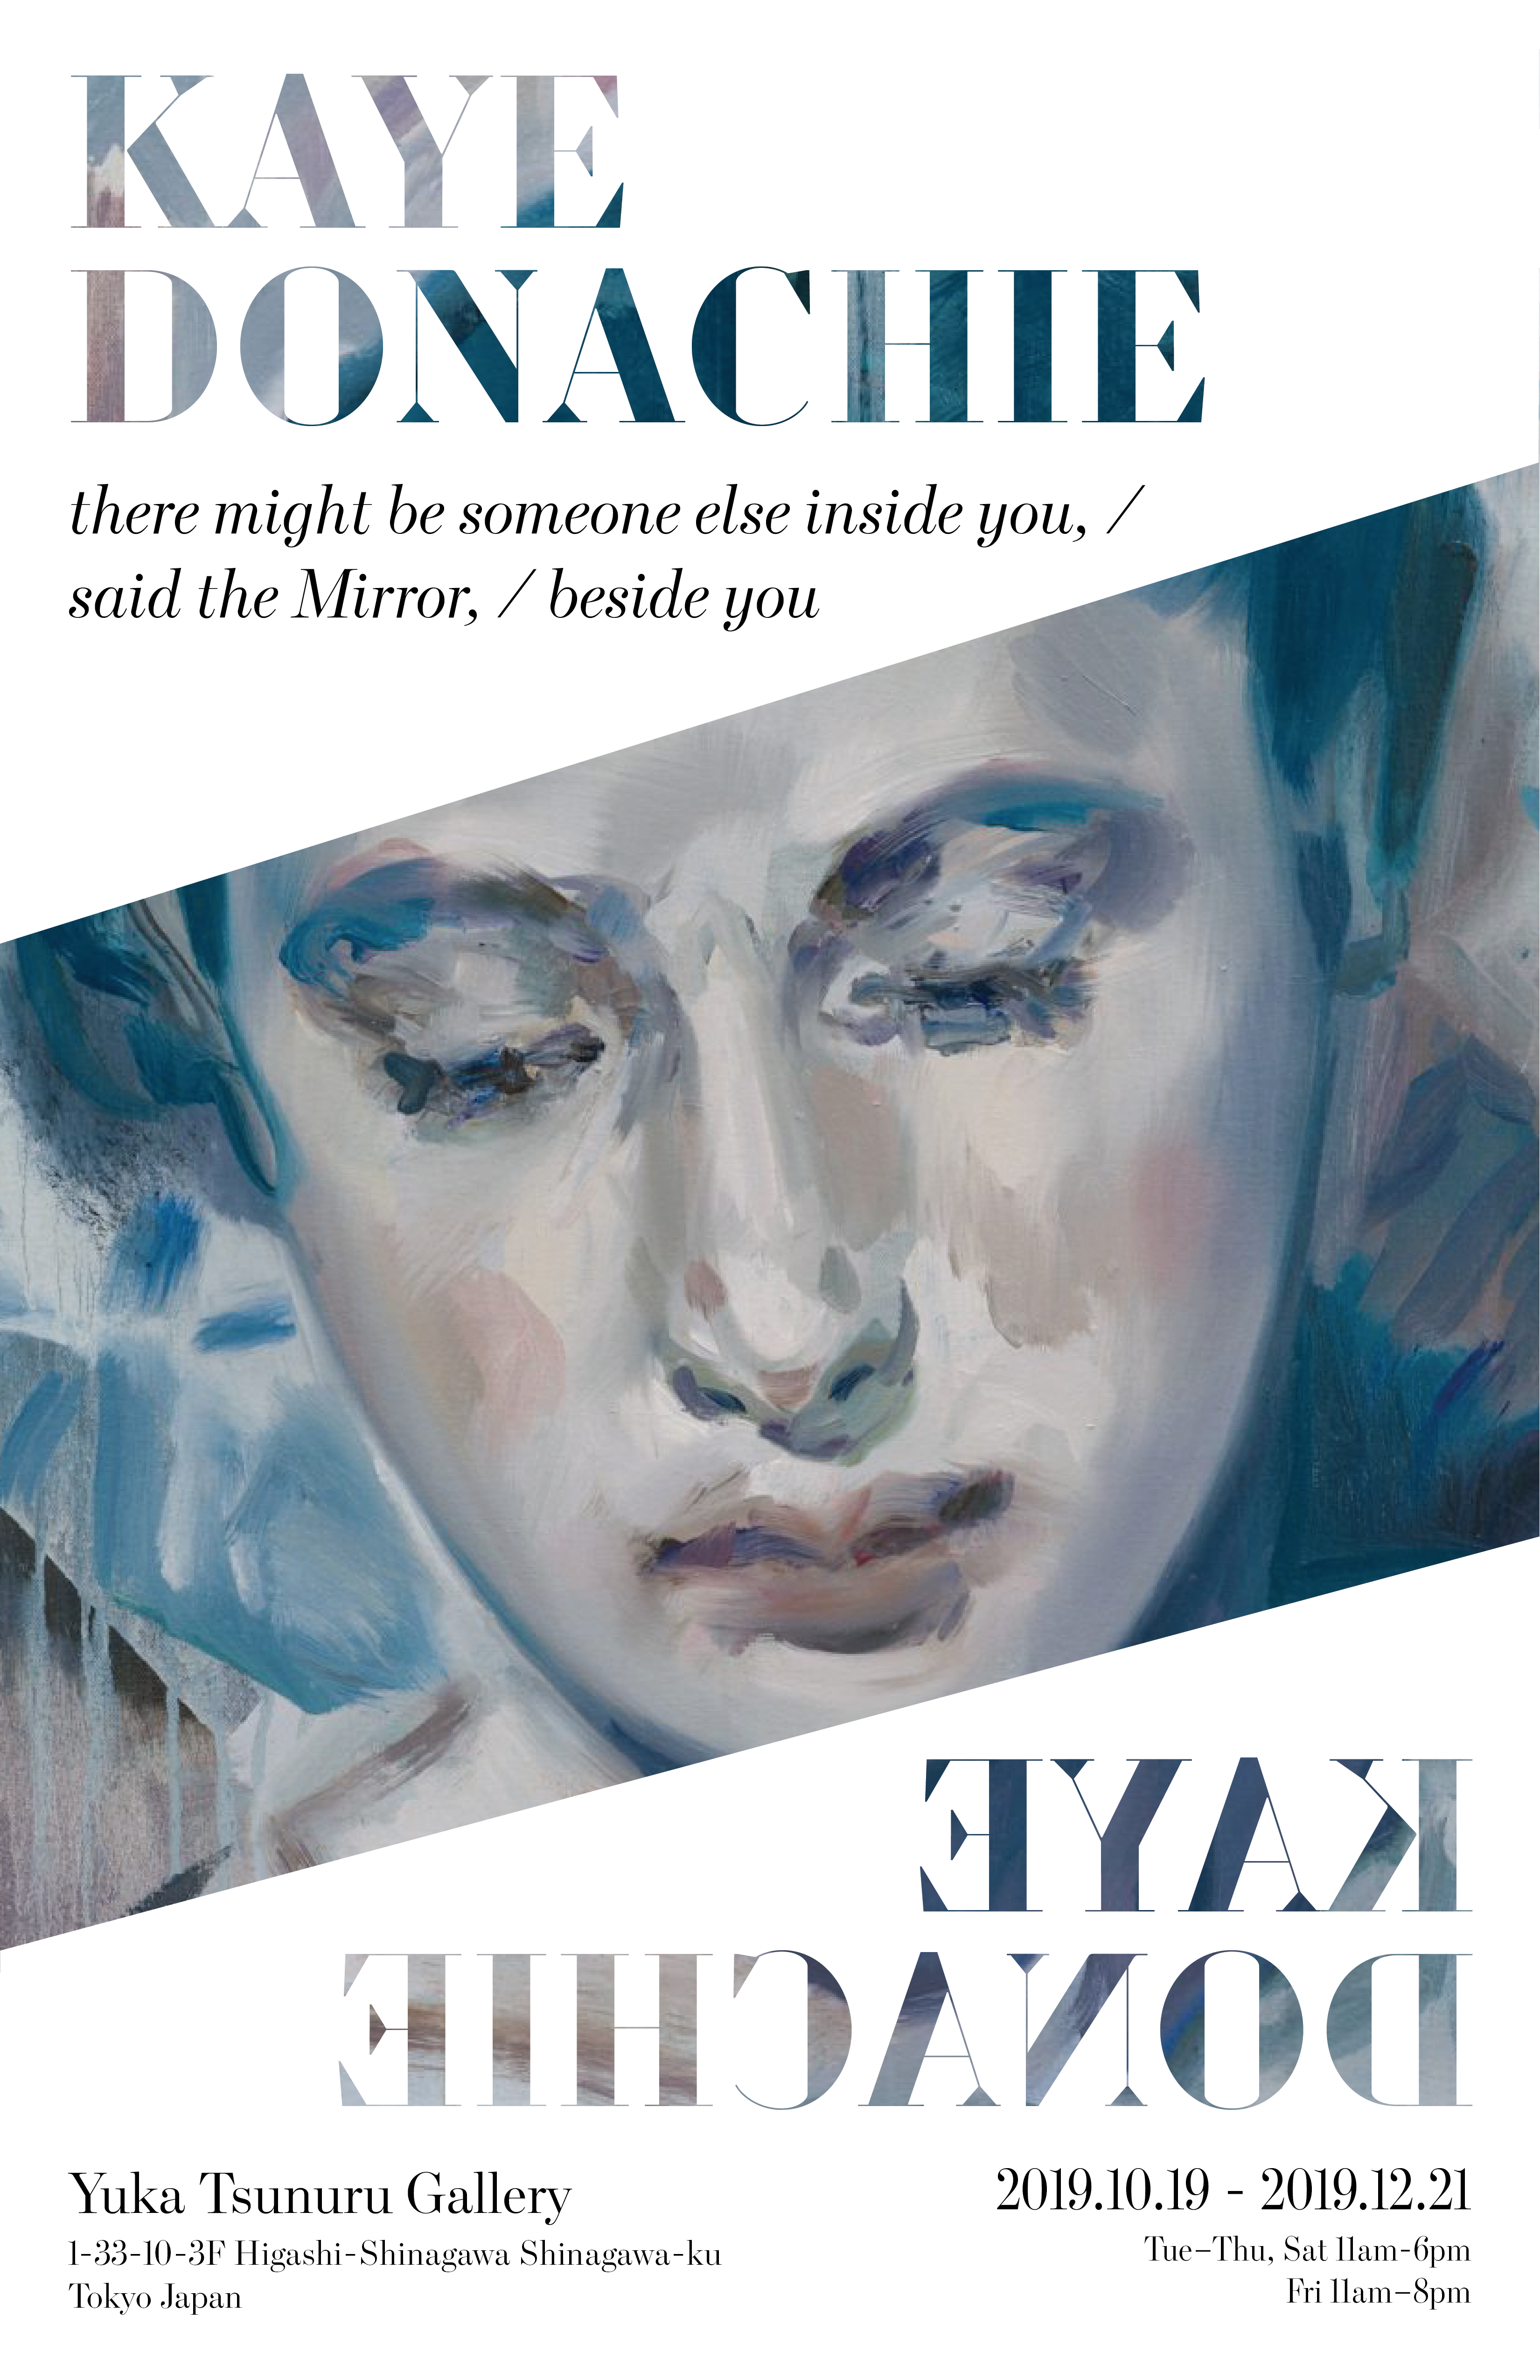 KAYE
DONACHIE
there might be someone else inside you, /
said the Mirror, / beside you
KAYE
DONACHIE
Yuka Tsunuru Gallery
1-33-10-3F Higashi-Shinagawa Shinagawa-ku
Tokyo Japan
2019.10.19 - 2019.12.21
Tue–Thu, Sat 11am-6pm
Fri 11am–8pm